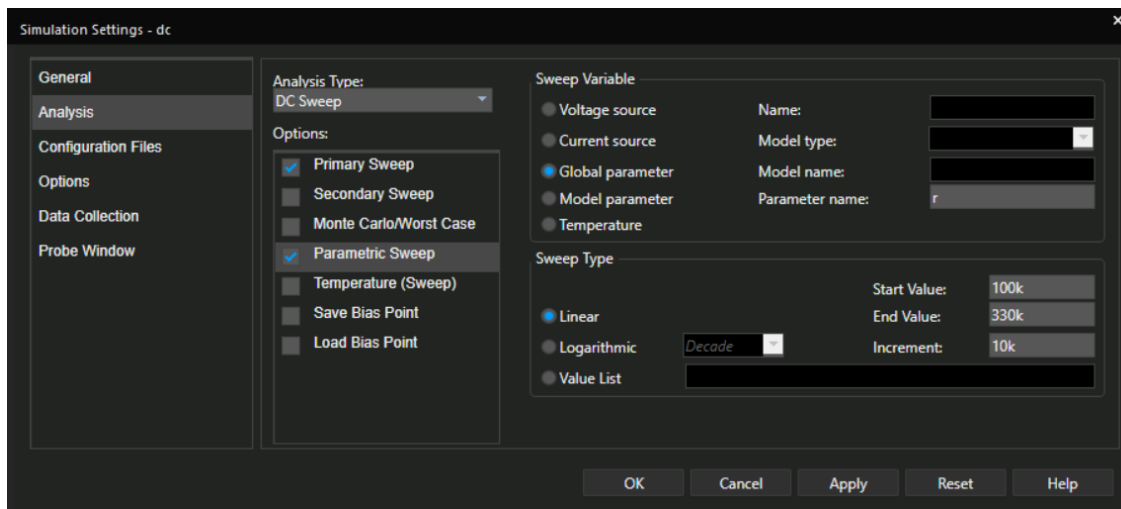 Simulation Settings - dc
General
Analysis
Configuration Files
Options
Data Collection
Probe Window
Analysis Type:
DC Sweep
Options:
Primary Sweep
Secondary Sweep
Monte Carlo/Worst Case
Parametric Sweep
Temperature (Sweep)
Save Bias Point
Load Bias Point
Sweep Variable
Voltage source
Name:
Current source
Model type:
Global parameter
Model name:
Model parameter
Parameter name: r
Temperature
Sweep Type
Start Value: 100k
Linear
End Value: 330k
Logarithmic
Decade
Increment: 10k
Value List
OK
Cancel
Apply
Reset
Help